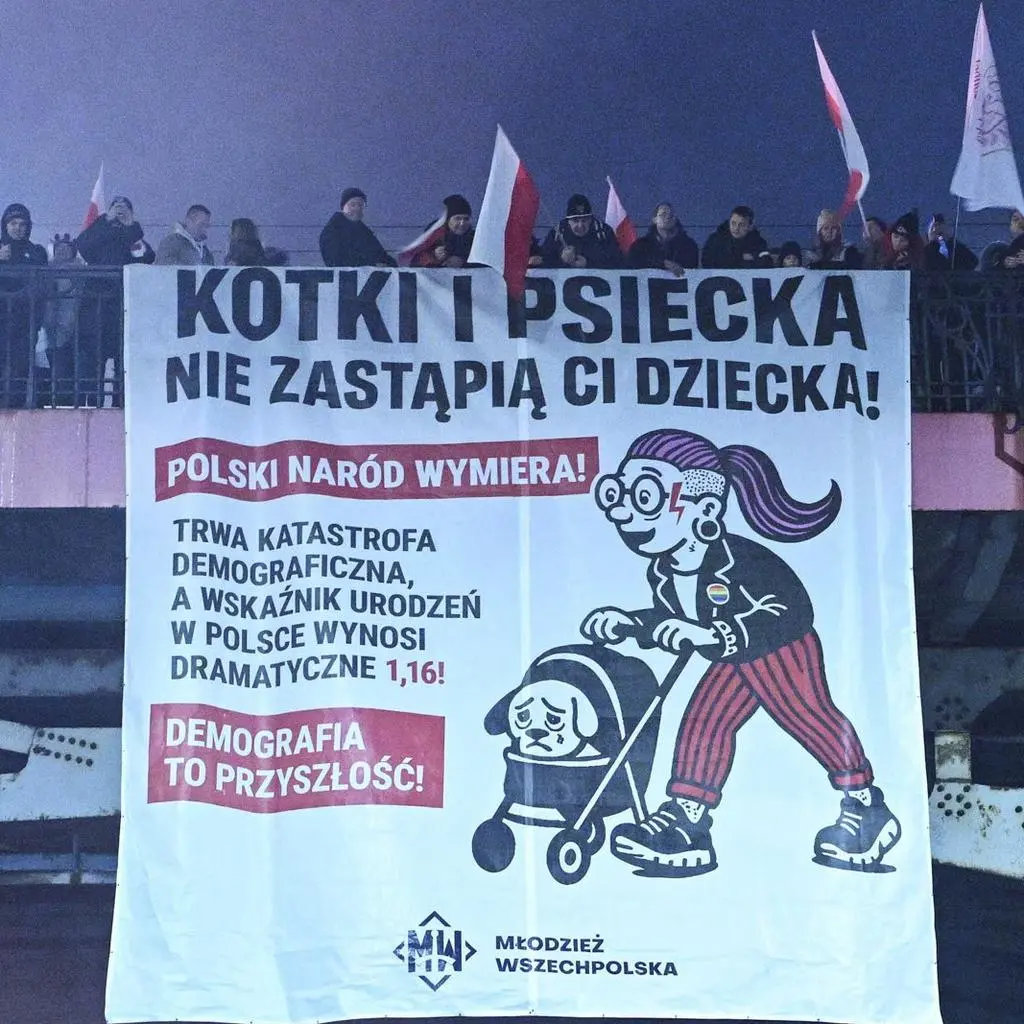 KOTKI I PSIECKA
NIE ZASTĄPIĄ CI DZIECKA!
POLSKI NARÓD WYMIERA!
TRWA KATASTROFA
DEMOGRAFICZNA,
A WSKAŹNIK URODZEŃ
W POLSCE WYNOSI
DRAMATYCZNE 1,16!
DEMOGRAFIA
TO PRZYSZŁOŚĆ!
MW
MŁODZIEŻ
WSZECHPOLSKA